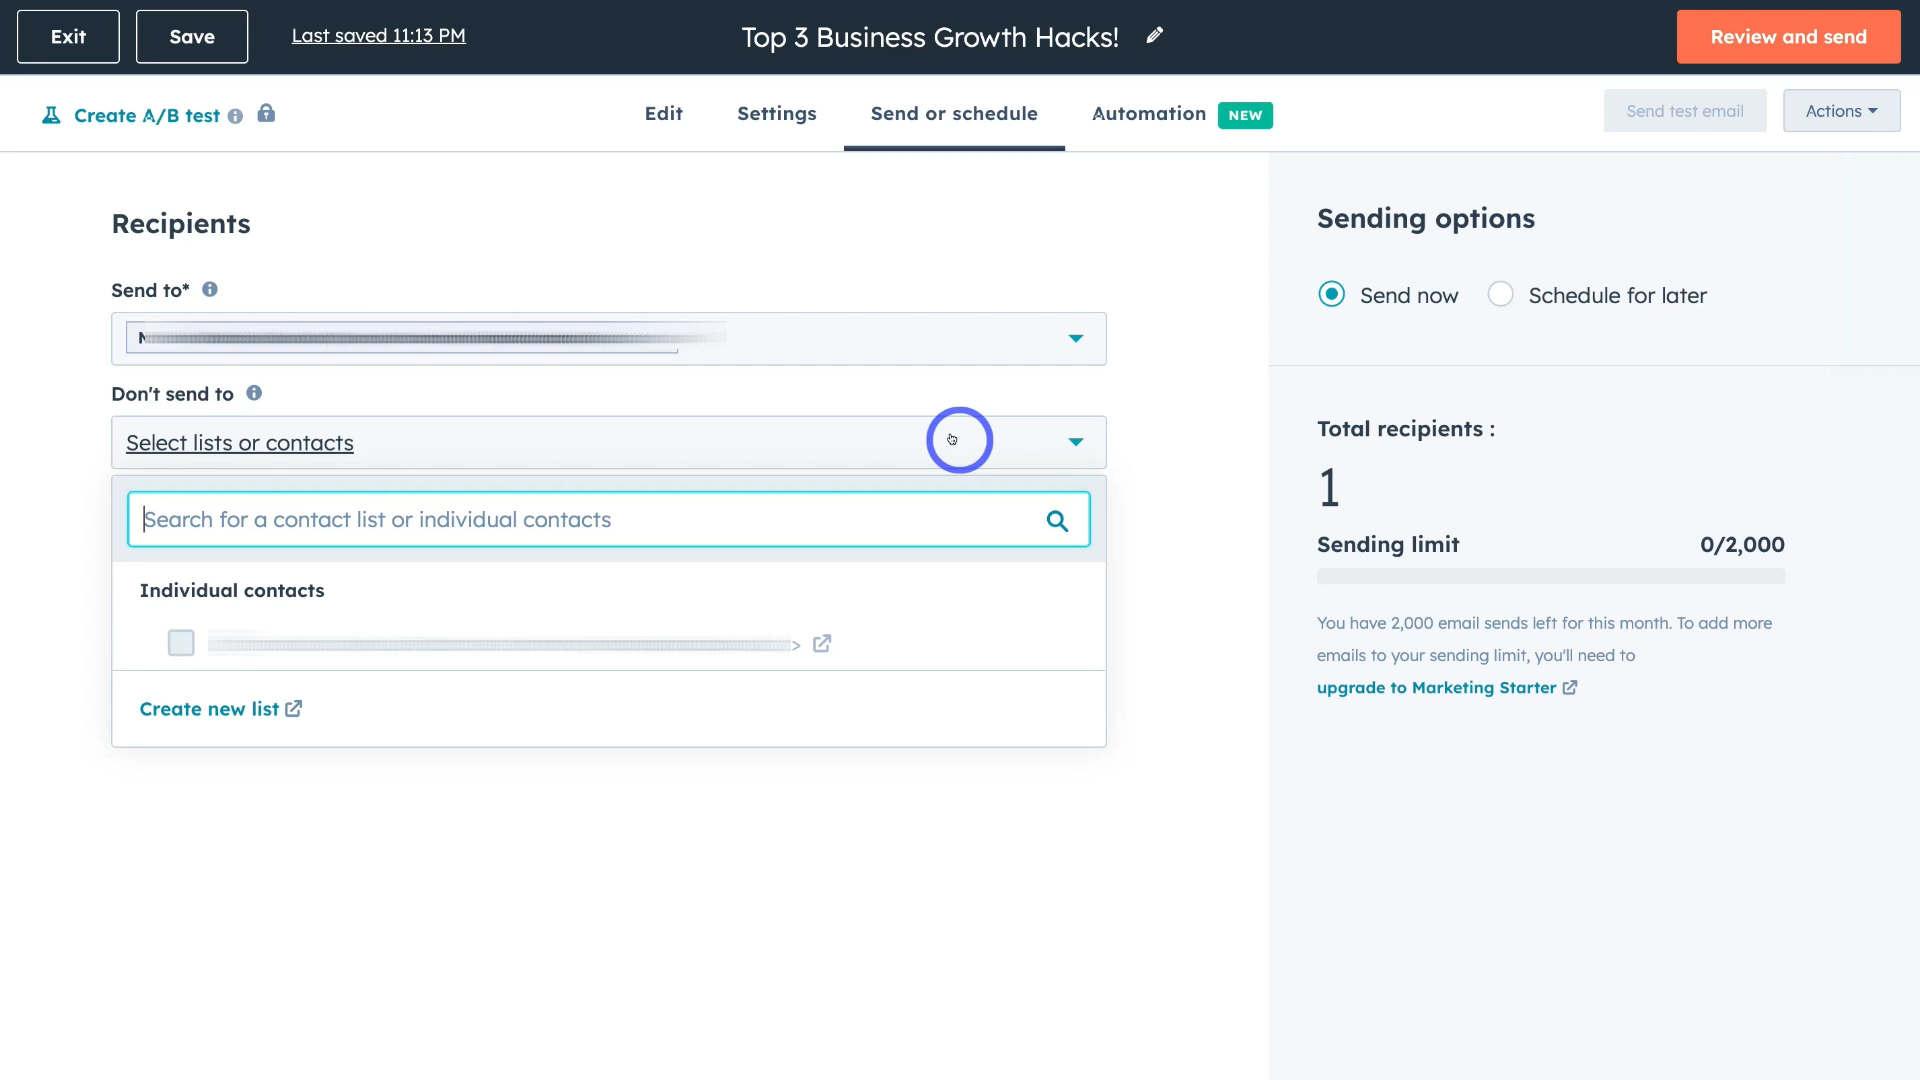 Exit
Save
Last saved 11:13 PM
Top 3 Business Growth Hacks!
Review and send
Create A/B test
Edit
Settings
Send or schedule
Automation
NEW
Send test email
Actions
Recipients
Send to*
Don't send to
Select lists or contacts
Search for a contact list or individual contacts
Individual contacts
>
Create new list
Sending options
Send now
Schedule for later
Total recipients :
1
Sending limit
0/2,000
You have 2,000 email sends left for this month. To add more
emails to your sending limit, you'll need to
upgrade to Marketing Starter